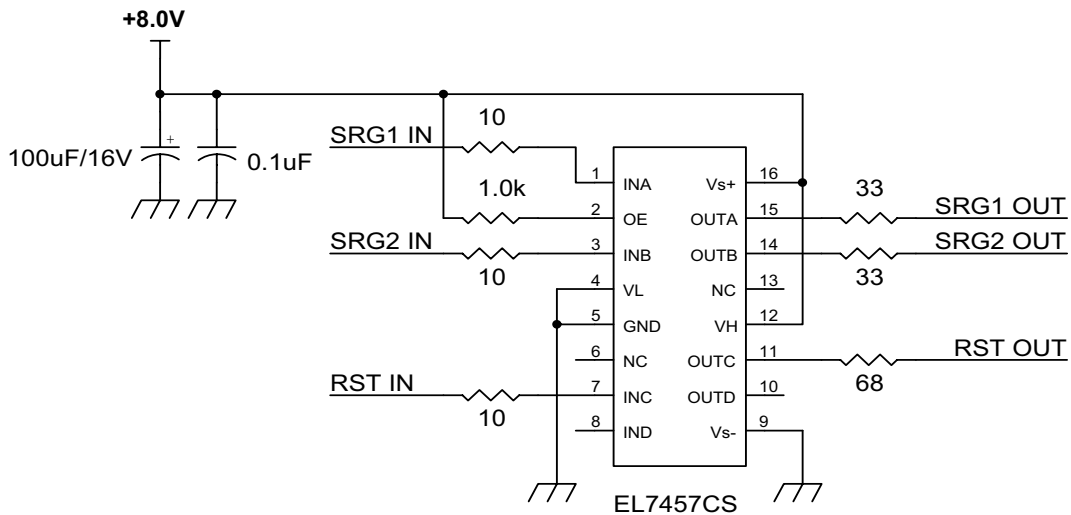 +8.0V
100uF/16V
+
0.1uF
SRG1 IN
10
1.0k
SRG2 IN
10
RST IN
10
1 INA Vs+ 16
2 OE OUTA 15
3 INB OUTB 14
4 VL NC 13
5 GND VH 12
6 NC OUTC 11
7 INC OUTD 10
8 IND Vs- 9
33
SRG1 OUT
SRG2 OUT
33
RST OUT
68
EL7457CS